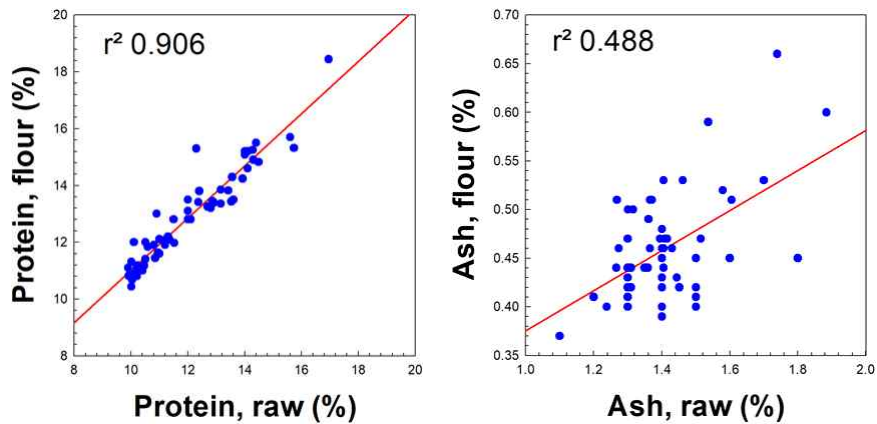 r² 0.906
Protein, flour (%)
20
18
16
14
12
10
8
8 10 12 14 16 18 20
Protein, raw (%)
r² 0.488
Ash, flour (%)
0.70
0.65
0.60
0.55
0.50
0.45
0.40
0.35
1.0 1.2 1.4 1.6 1.8 2.0
Ash, raw (%)